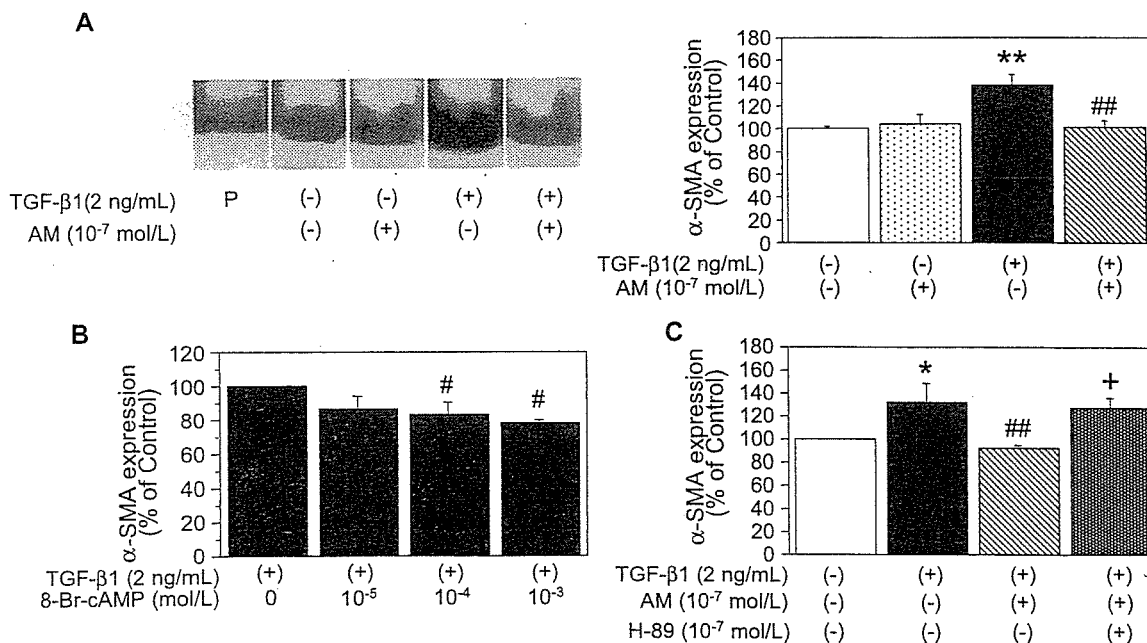 A
TGF-β1(2 ng/mL) P (-) (-) (+) (+)
AM (10⁻⁷ mol/L) (-) (+) (-) (+)
α-SMA expression
(% of Control)
180
160
140
120
100
80
60
40
20
0
**
##
TGF-β1(2 ng/mL) (-) (-) (+) (+)
AM (10⁻⁷ mol/L) (-) (+) (-) (+)
B
α-SMA expression
(% of Control)
120
100
80
60
40
20
0
#
#
TGF-β1 (2 ng/mL) (+) (+) (+) (+)
8-Br-cAMP (mol/L) 0 10⁻⁵ 10⁻⁴ 10⁻³
C
α-SMA expression
(% of Control)
180
160
140
120
100
80
60
40
20
0
*
##
+
TGF-β1 (2 ng/mL) (-) (+) (+) (+)
AM (10⁻⁷ mol/L) (-) (-) (+) (+)
H-89 (10⁻⁷ mol/L) (-) (-) (-) (+)